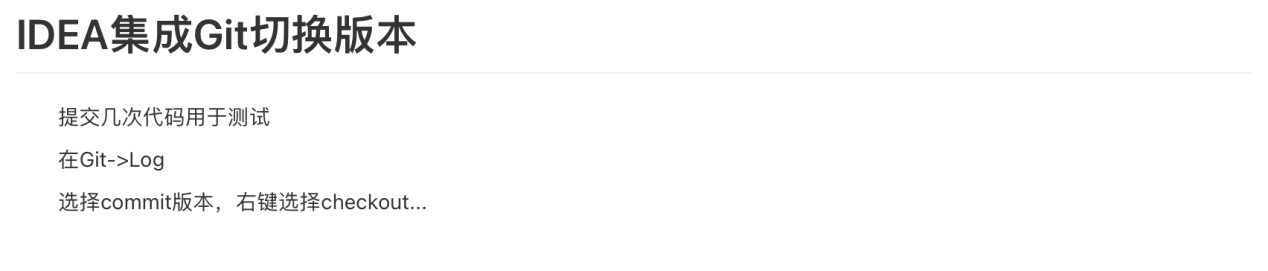 IDEA集成Git切换版本
提交几次代码用于测试
在Git->Log
选择commit版本，右键选择checkout...